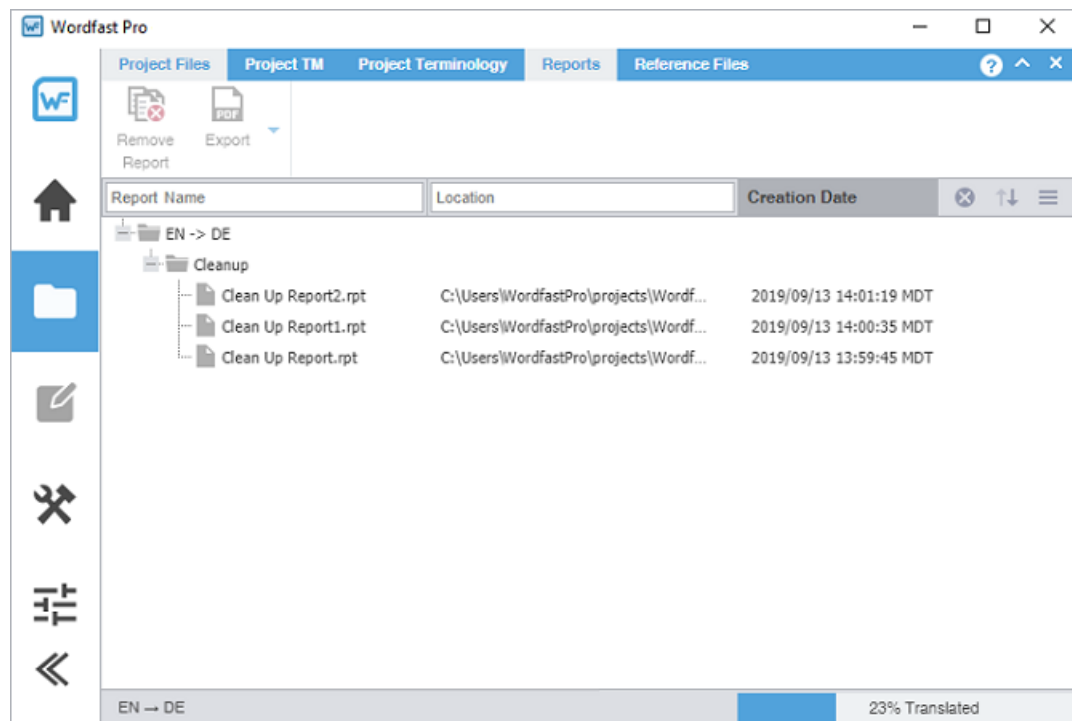 WF Wordfast Pro
Project Files Project TM Project Terminology Reports Reference Files ?
WF
PDF
Remove Report Export
Report Name Location Creation Date
EN -> DE
Cleanup
Clean Up Report2.rpt C:\Users\WordfastPro\projects\Wordf... 2019/09/13 14:01:19 MDT
Clean Up Report1.rpt C:\Users\WordfastPro\projects\Wordf... 2019/09/13 14:00:35 MDT
Clean Up Report.rpt C:\Users\WordfastPro\projects\Wordf... 2019/09/13 13:59:45 MDT
EN → DE 23% Translated